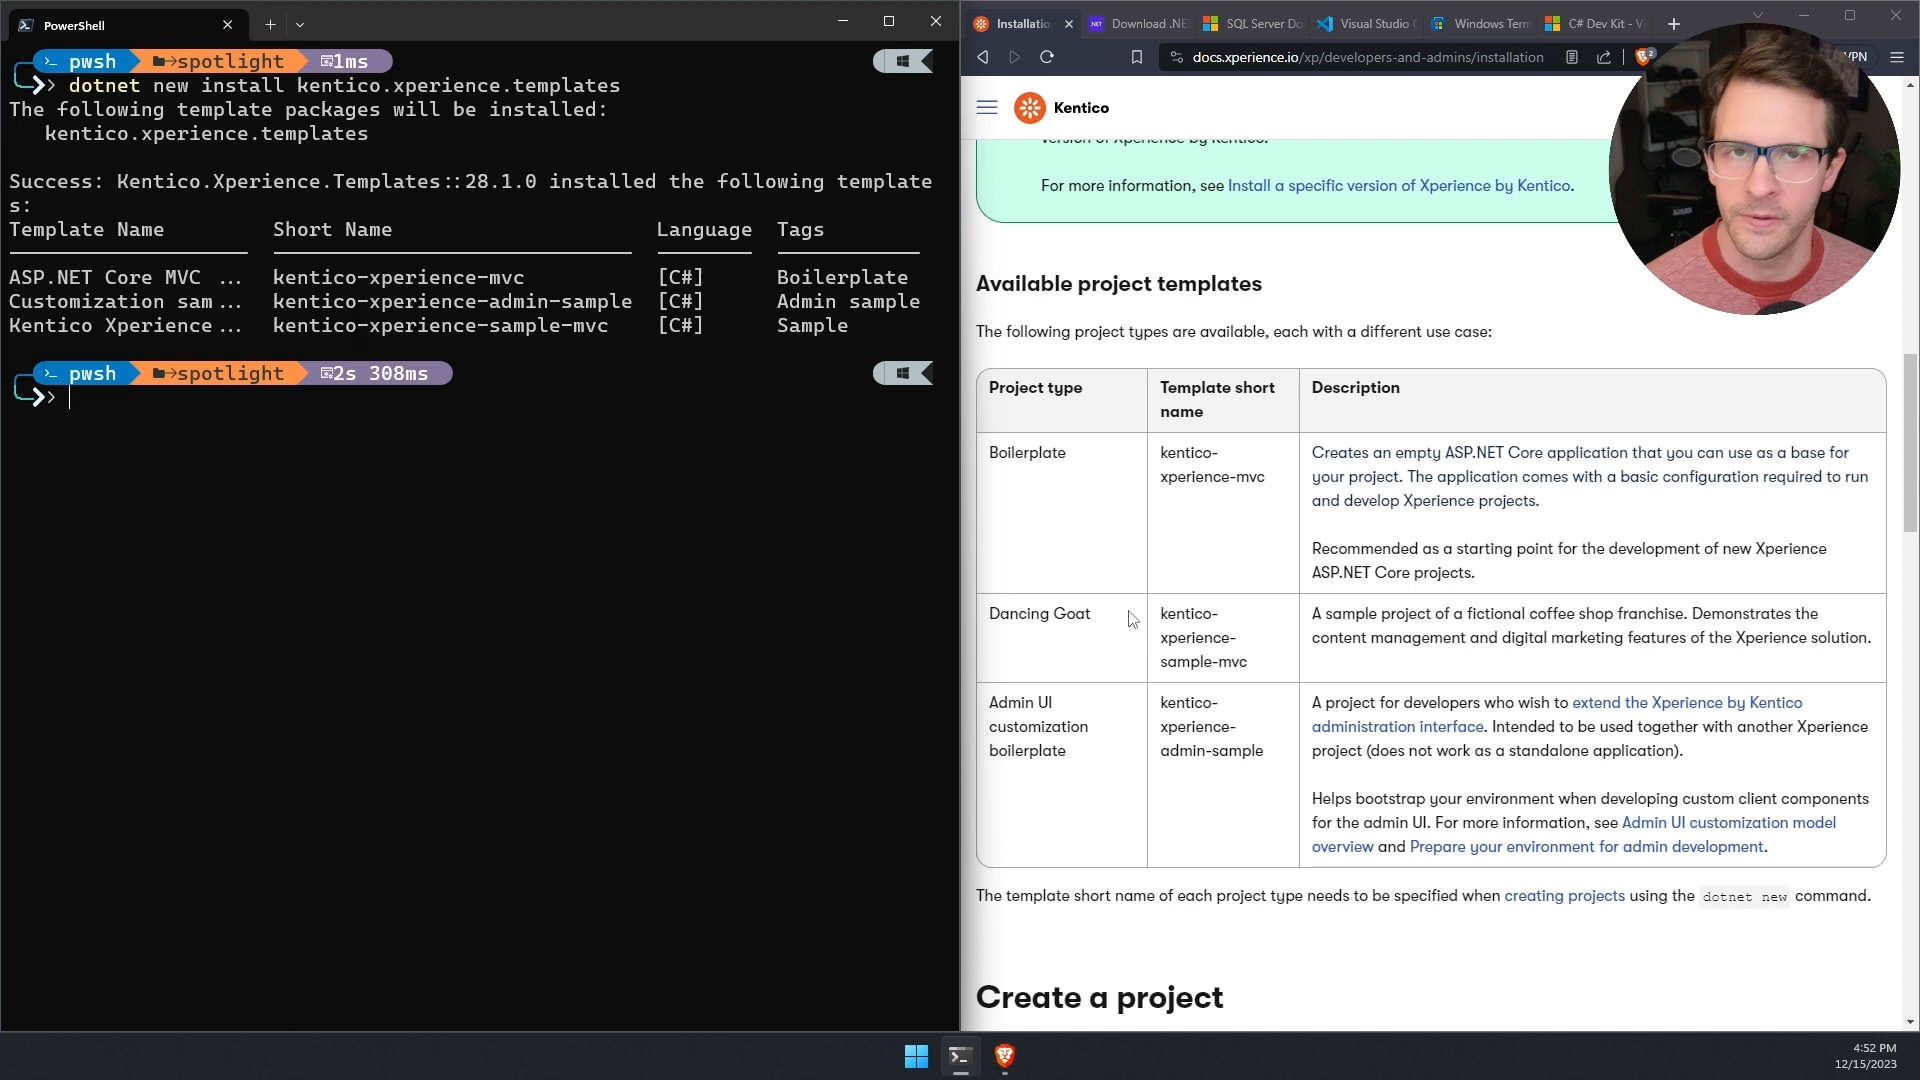 PowerShell
pwsh spotlight 1ms
dotnet new install kentico.xperience.templates
The following template packages will be installed:
kentico.xperience.templates
Success: Kentico.Xperience.Templates::28.1.0 installed the following template
s:
Template Name Short Name Language Tags
ASP.NET Core MVC ... kentico-xperience-mvc [C#] Boilerplate
Customization sam... kentico-xperience-admin-sample [C#] Admin sample
Kentico Xperience... kentico-xperience-sample-mvc [C#] Sample
pwsh spotlight 2s 308ms
Installatio Download .NE SQL Server Do Visual Studio C Windows Term C# Dev Kit - Vi
docs.xperience.io/xp/developers-and-admins/installation 2 VPN
Kentico
version of Xperience by Kentico.
For more information, see Install a specific version of Xperience by Kentico.
Available project templates
The following project types are available, each with a different use case:
Project type
Template short
name
Description
Boilerplate
kentico-
xperience-mvc
Creates an empty ASP.NET Core application that you can use as a base for
your project. The application comes with a basic configuration required to run
and develop Xperience projects.
Recommended as a starting point for the development of new Xperience
ASP.NET Core projects.
Dancing Goat
kentico-
xperience-
sample-mvc
A sample project of a fictional coffee shop franchise. Demonstrates the
content management and digital marketing features of the Xperience solution.
Admin UI
customization
boilerplate
kentico-
xperience-
admin-sample
A project for developers who wish to extend the Xperience by Kentico
administration interface. Intended to be used together with another Xperience
project (does not work as a standalone application).
Helps bootstrap your environment when developing custom client components
for the admin UI. For more information, see Admin UI customization model
overview and Prepare your environment for admin development.
The template short name of each project type needs to be specified when creating projects using the dotnet new command.
Create a project
4:52 PM
12/15/2023